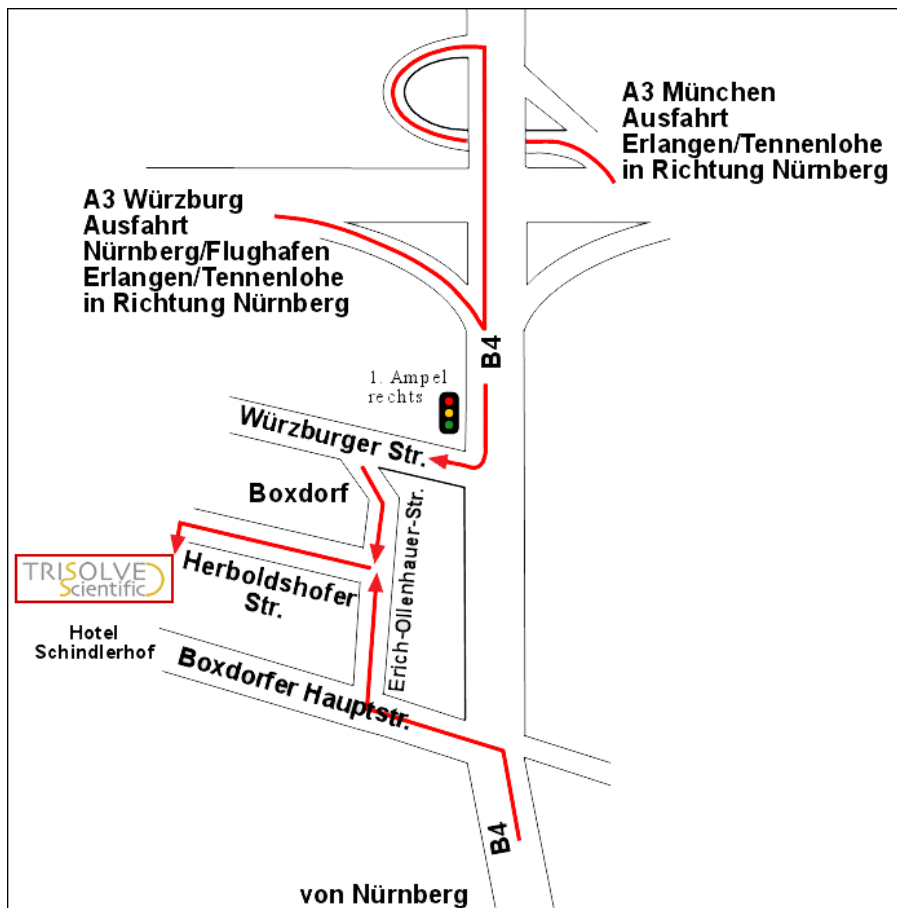 A3 München
Ausfahrt
Erlangen/Tennenlohe
in Richtung Nürnberg
A3 Würzburg
Ausfahrt
Nürnberg/Flughafen
Erlangen/Tennenlohe
in Richtung Nürnberg
B4
1. Ampel
rechts
Würzburger Str.
Boxdorf
Erich-Ollenhauer-Str.
TRISOLVE
Scientific
Herboldshofer
Str.
Hotel
Schindlerhof
Boxdorfer Hauptstr.
B4
von Nürnberg